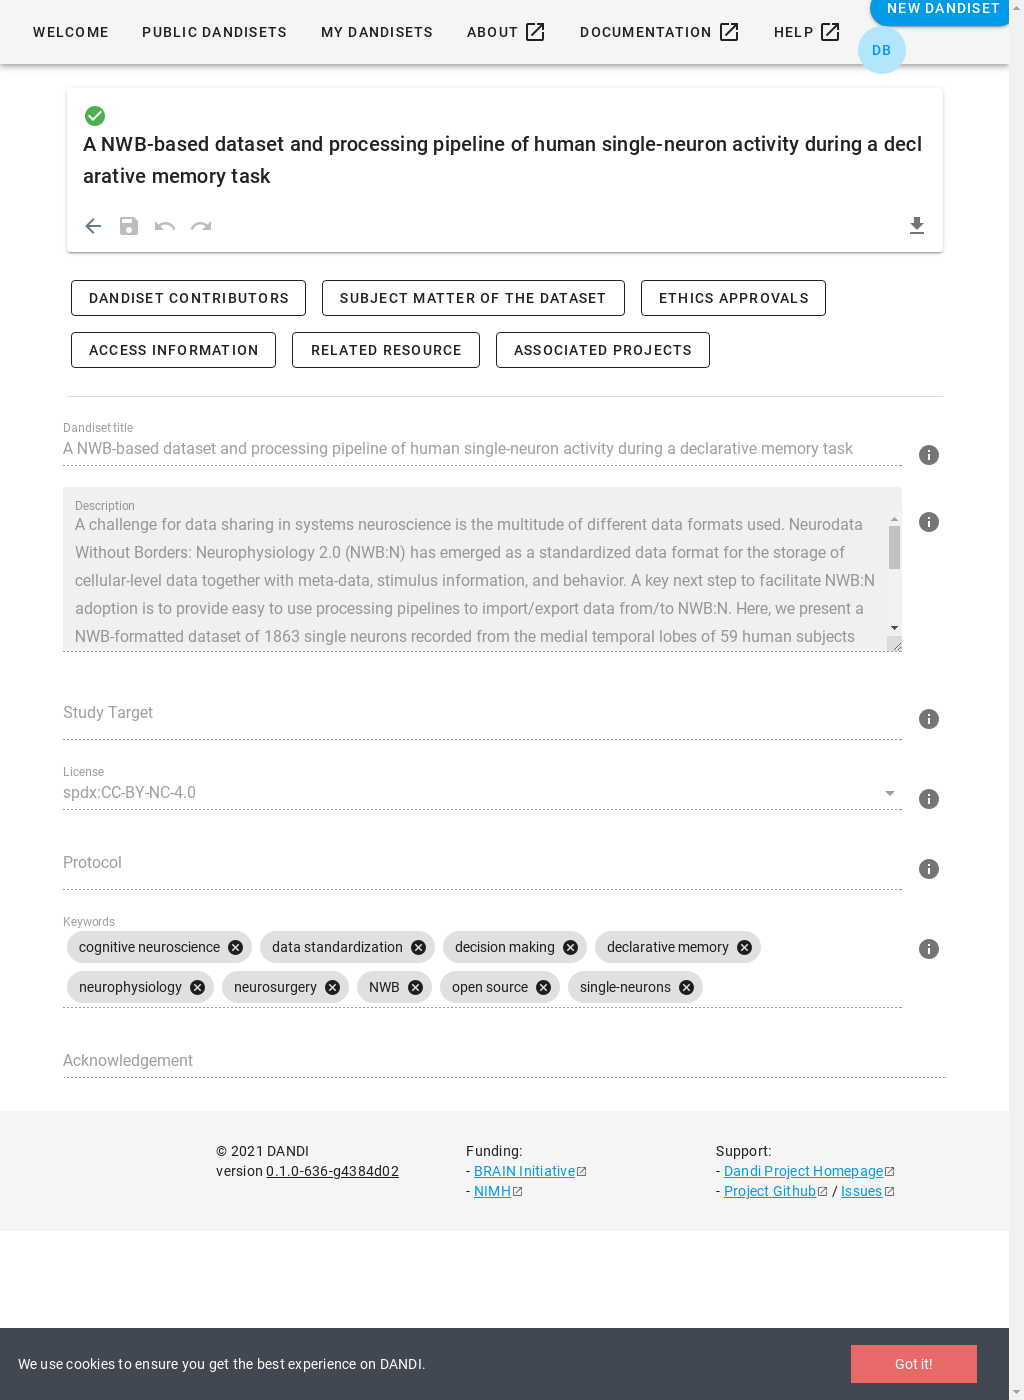 WELCOME PUBLIC DANDISETS MY DANDISETS ABOUT DOCUMENTATION HELP NEW DANDISET
DB
A NWB-based dataset and processing pipeline of human single-neuron activity during a decl
arative memory task
DANDISET CONTRIBUTORS SUBJECT MATTER OF THE DATASET ETHICS APPROVALS
ACCESS INFORMATION RELATED RESOURCE ASSOCIATED PROJECTS
Dandiset title
A NWB-based dataset and processing pipeline of human single-neuron activity during a declarative memory task
Description
A challenge for data sharing in systems neuroscience is the multitude of different data formats used. Neurodata
Without Borders: Neurophysiology 2.0 (NWB:N) has emerged as a standardized data format for the storage of
cellular-level data together with meta-data, stimulus information, and behavior. A key next step to facilitate NWB:N
adoption is to provide easy to use processing pipelines to import/export data from/to NWB:N. Here, we present a
NWB-formatted dataset of 1863 single neurons recorded from the medial temporal lobes of 59 human subjects
Study Target
License
spdx:CC-BY-NC-4.0
Protocol
Keywords
cognitive neuroscience data standardization decision making declarative memory
neurophysiology neurosurgery NWB open source single-neurons
Acknowledgement
© 2021 DANDI Funding: Support:
version 0.1.0-636-g4384d02 - BRAIN Initiative - Dandi Project Homepage
- NIMH - Project Github / Issues
We use cookies to ensure you get the best experience on DANDI. Got it!